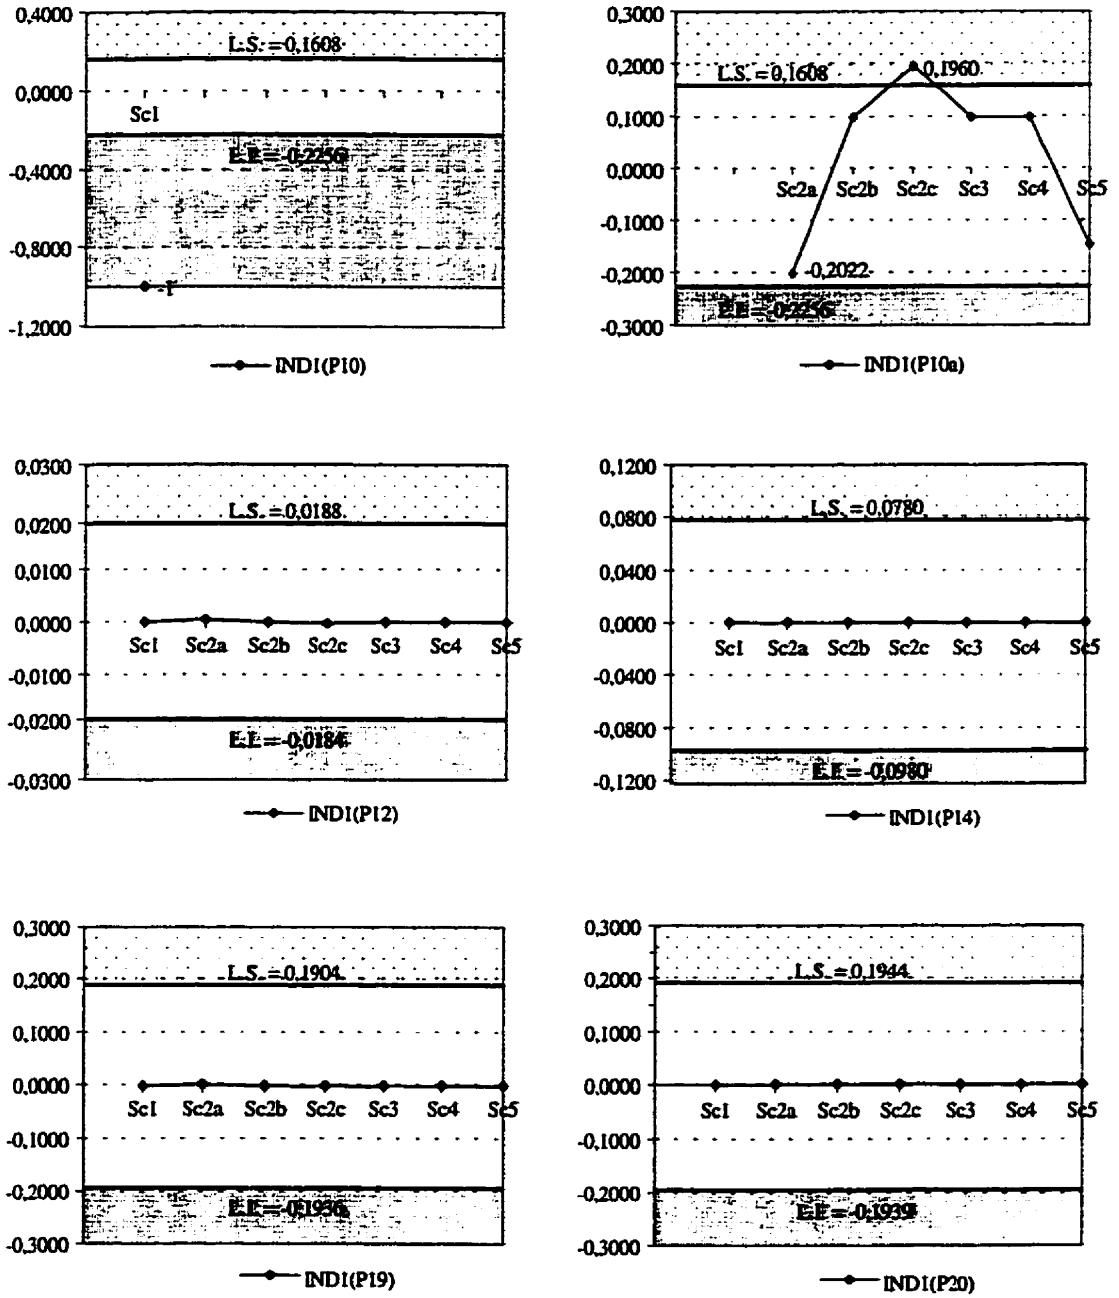 0,4000
L.S. = 0,1608
0,0000
Sc1
-0,4000
= -0,2256
-0,8000
-1
-1,2000
IND1(P10)
0,3000
0,2000
L.S. = 0,1608
0,1960
0,1000
0,0000
Sc2a Sc2b Sc2c Sc3 Sc4 Sc5
-0,1000
-0,2000
-0,2022
= -0,2256
-0,3000
IND1(P10a)
0,0300
L.S. = 0,0188
0,0200
0,0100
0,0000
Sc1 Sc2a Sc2b Sc2c Sc3 Sc4 Sc5
-0,0100
-0,0200
= -0,0184
-0,0300
IND1(P12)
0,1200
L.S. = 0,0780
0,0800
0,0400
0,0000
Sc1 Sc2a Sc2b Sc2c Sc3 Sc4 Sc5
-0,0400
-0,0800
= -0,0980
-0,1200
IND1(P14)
0,3000
L.S. = 0,1904
0,2000
0,1000
0,0000
Sc1 Sc2a Sc2b Sc2c Sc3 Sc4 Sc5
-0,1000
-0,2000
= -0,1936
-0,3000
IND1(P19)
0,3000
L.S. = 0,1944
0,2000
0,1000
0,0000
Sc1 Sc2a Sc2b Sc2c Sc3 Sc4 Sc5
-0,1000
-0,2000
= -0,1939
-0,3000
IND1(P20)